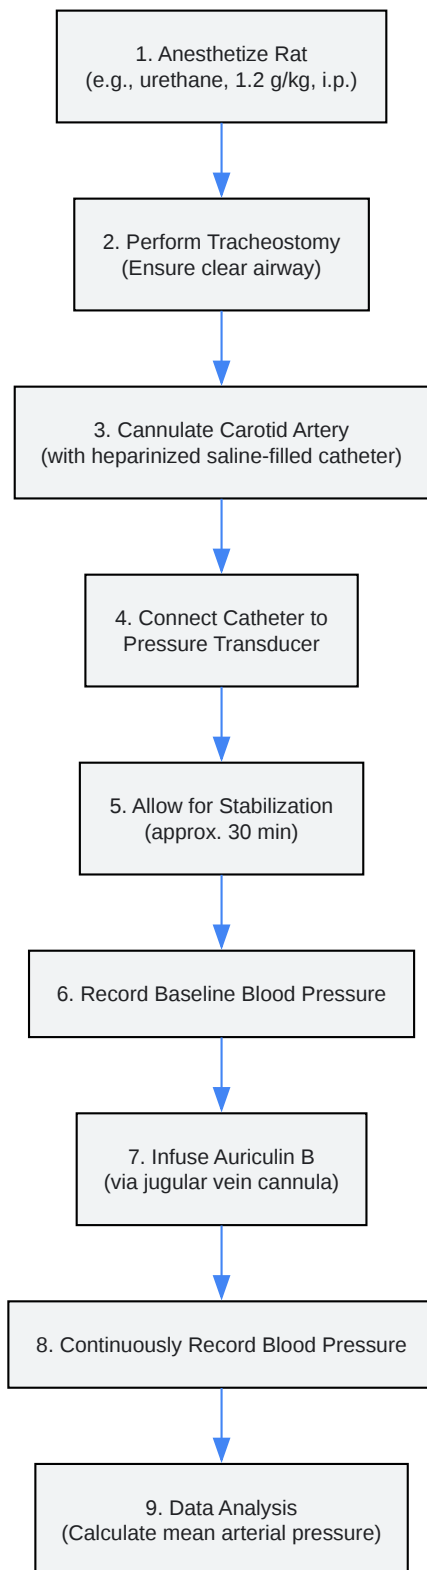 1. Anesthetize Rat
(e.g., urethane, 1.2 g/kg, i.p.)
2. Perform Tracheostomy
(Ensure clear airway)
3. Cannulate Carotid Artery
(with heparinized saline-filled catheter)
4. Connect Catheter to
Pressure Transducer
5. Allow for Stabilization
(approx. 30 min)
6. Record Baseline Blood Pressure
7. Infuse Auriculin B
(via jugular vein cannula)
8. Continuously Record Blood Pressure
9. Data Analysis
(Calculate mean arterial pressure)